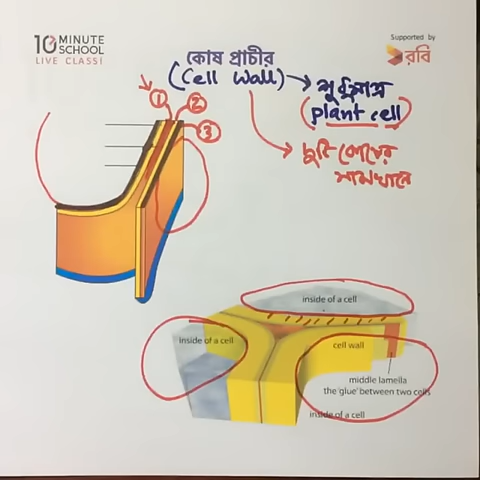 10 MINUTE
SCHOOL
LIVE CLASS!
Supported by
রবি
কোষ প্রাচীর
(Cell Wall) → শুধুমাত্র
(plant cell)
① ②
③
দুটি কোষের
মাঝখানে
inside of a cell
inside of a cell
cell wall
middle lamella
the 'glue' between two cells
inside of a cell